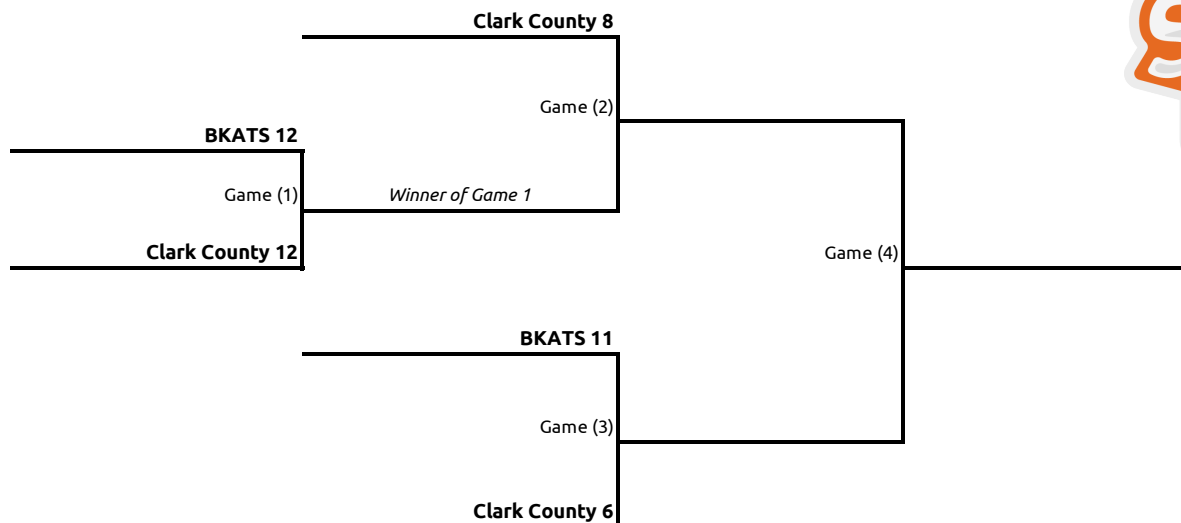 Clark County 8
Game (2)
BKATS 12
Game (1)
Winner of Game 1
Clark County 12
Game (4)
BKATS 11
Game (3)
Clark County 6